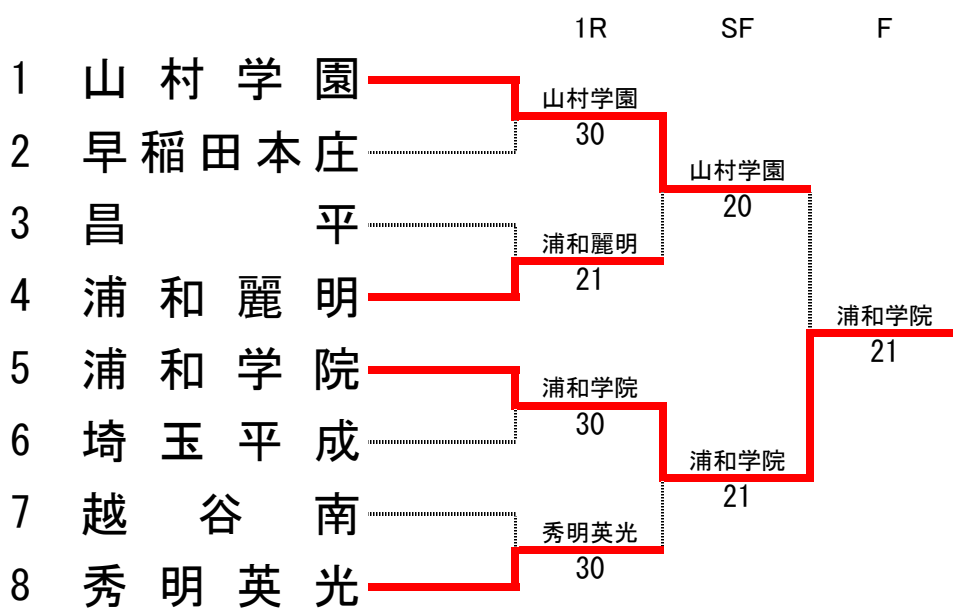 1R SF F
1 山村学園
2 早稲田本庄
3 昌平
4 浦和麗明
5 浦和学院
6 埼玉平成
7 越谷南
8 秀明英光
山村学園
30
浦和麗明
21
浦和学院
30
秀明英光
30
山村学園
20
浦和学院
21
浦和学院
21